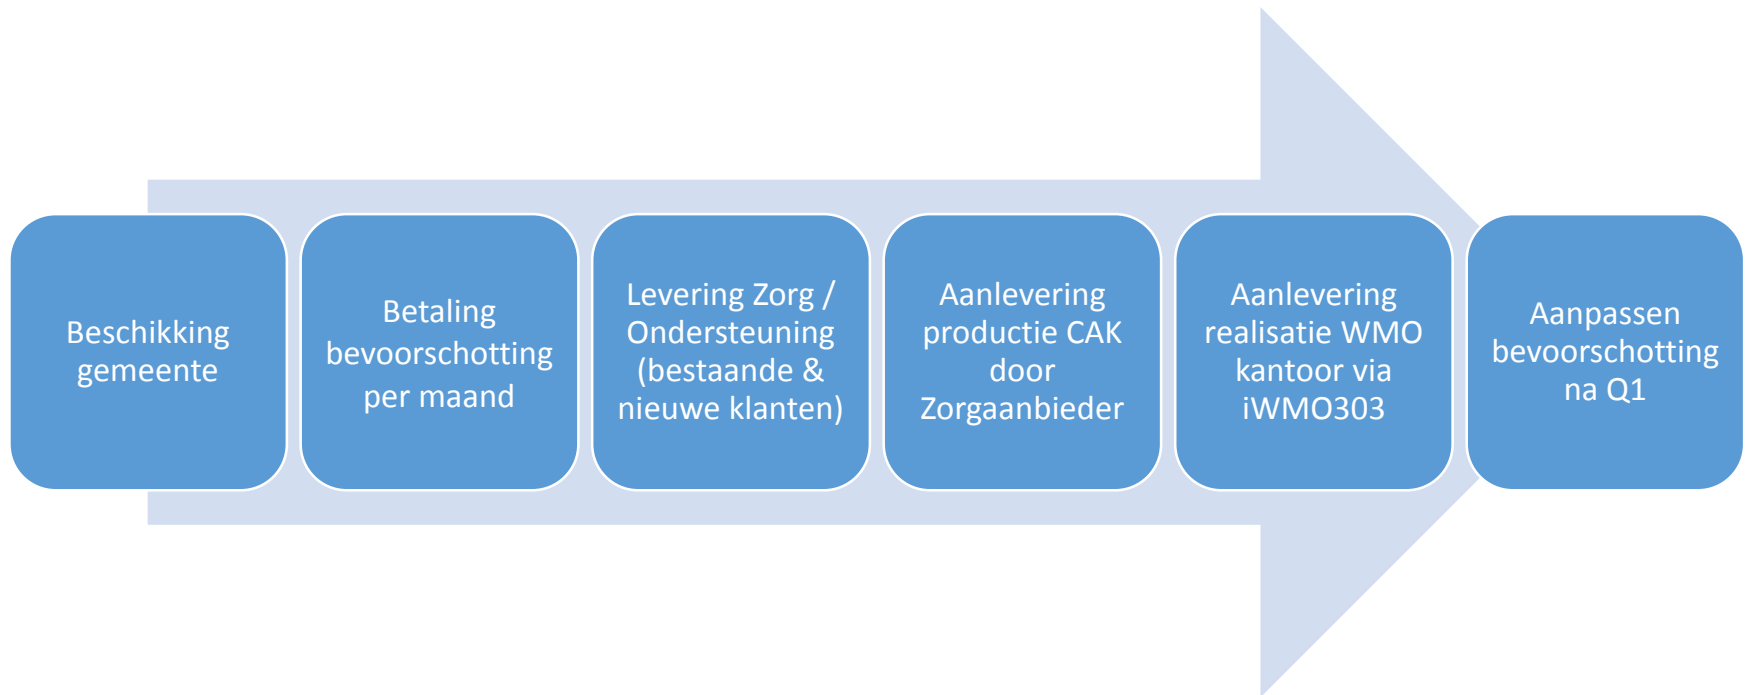 Beschikking
gemeente
Betaling
bevoorschotting
per maand
Levering Zorg /
Ondersteuning
(bestaande &
nieuwe klanten)
Aanlevering
productie CAK
door
Zorgaanbieder
Aanlevering
realisatie WMO
kantoor via
iWMO303
Aanpassen
bevoorschotting
na Q1